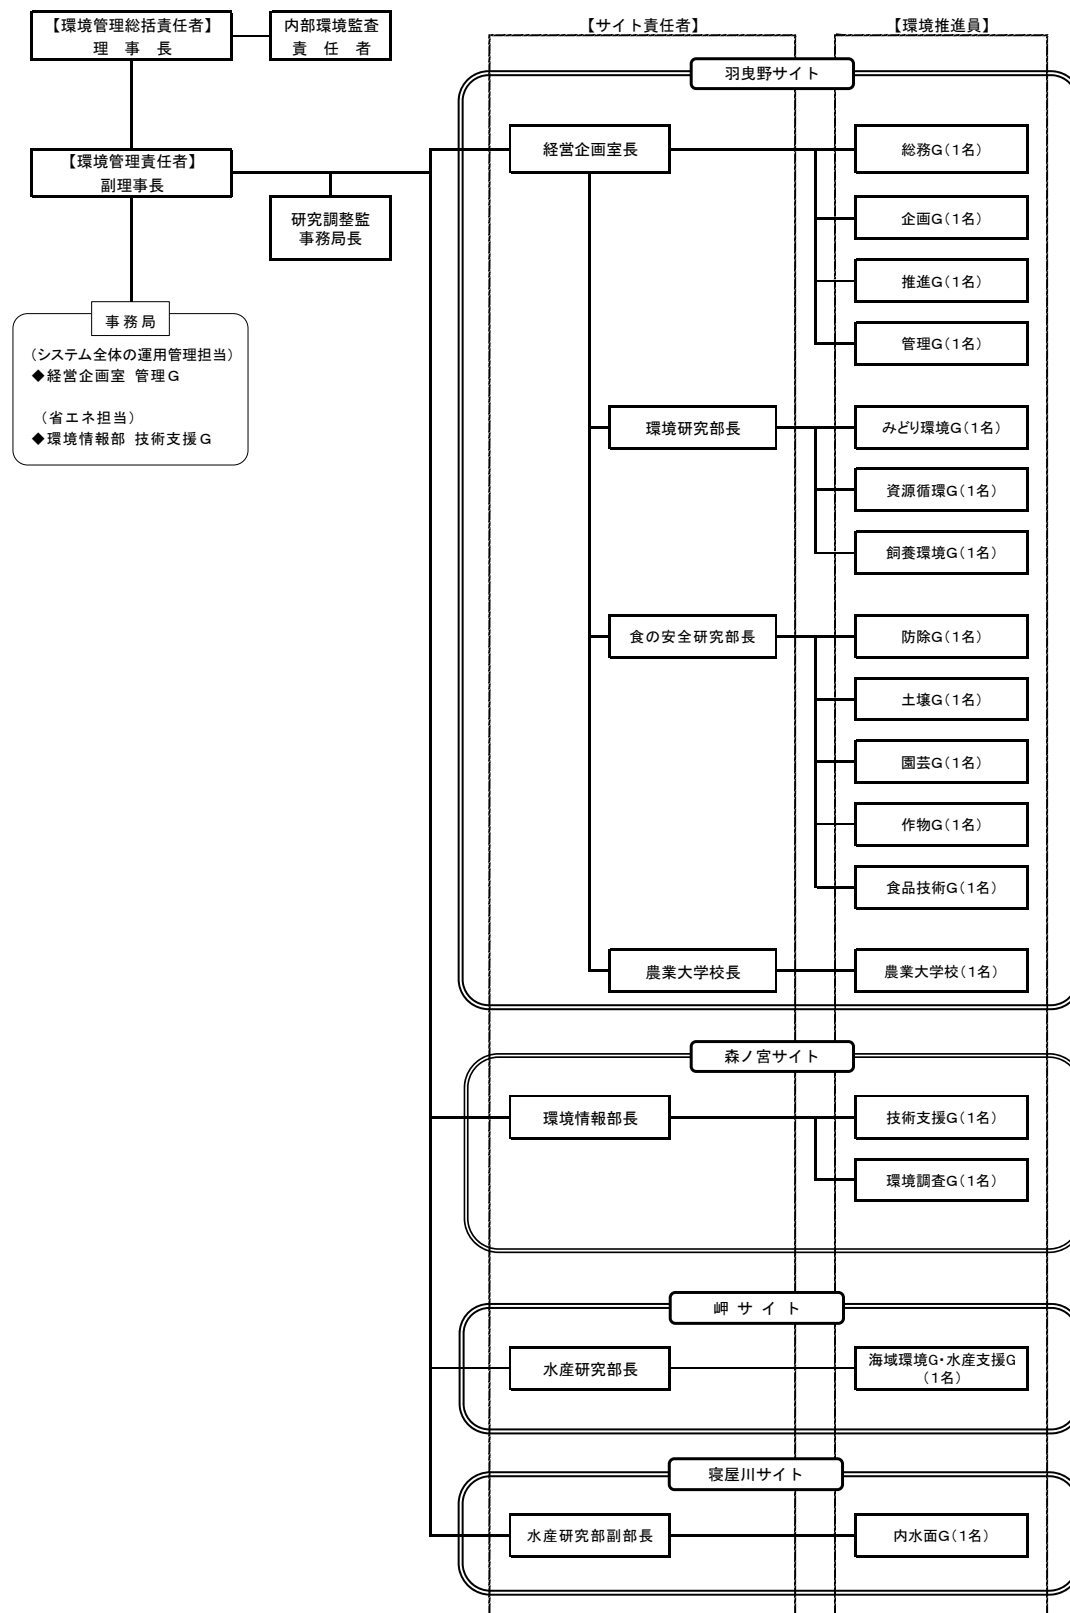 【環境管理総括責任者】
理 事 長
内部環境監査
責 任 者
【環境管理責任者】
副理事長
研究調整監
事務局長
事務局
(システム全体の運用管理担当)
◆経営企画室 管理G
(省エネ担当)
◆環境情報部 技術支援G
【サイト責任者】
【環境推進員】
羽曳野サイト
経営企画室長
総務G(1名)
企画G(1名)
推進G(1名)
管理G(1名)
環境研究部長
みどり環境G(1名)
資源循環G(1名)
飼養環境G(1名)
食の安全研究部長
防除G(1名)
土壌G(1名)
園芸G(1名)
作物G(1名)
食品技術G(1名)
農業大学校長
農業大学校(1名)
森ノ宮サイト
環境情報部長
技術支援G(1名)
環境調査G(1名)
岬 サ イ ト
水産研究部長
海域環境G・水産支援G
(1名)
寝屋川サイト
水産研究部副部長
内水面G(1名)